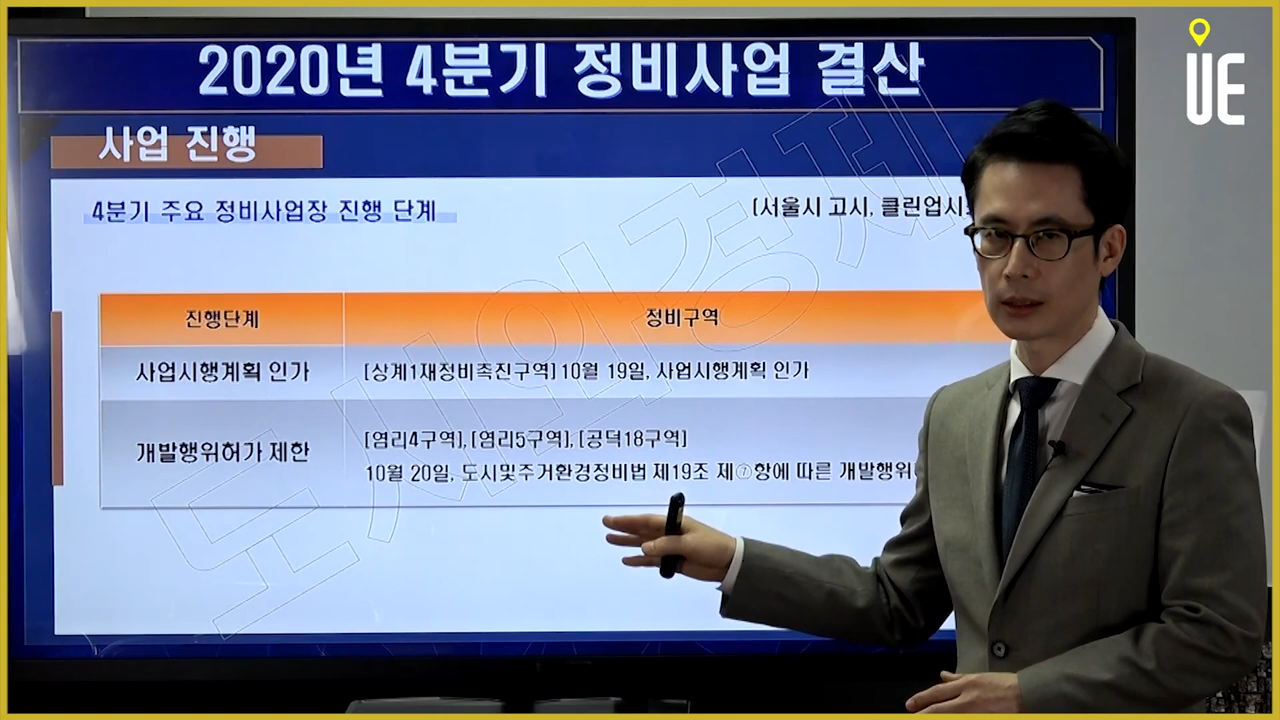 2020년 4분기 정비사업 결산
UE
사업 진행
4분기 주요 정비사업장 진행 단계
(서울시 고시, 클린업시
진행단계
정비구역
사업시행계획 인가
[상계1재정비촉진구역] 10월 19일, 사업시행계획 인가
개발행위허가 제한
[염리4구역], [염리5구역], [공덕18구역]
10월 20일, 도시및주거환경정비법 제19조 제⑦항에 따른 개발행위
도시와경제